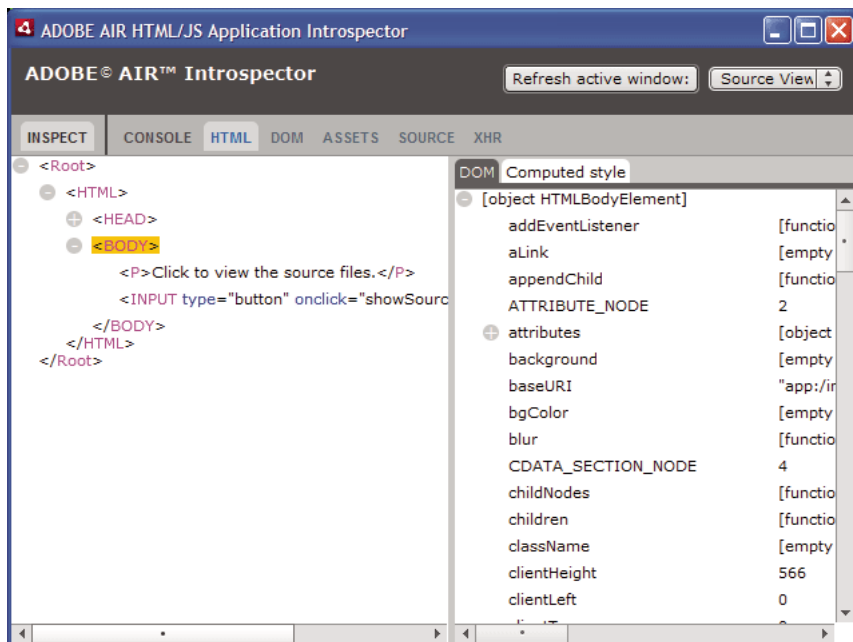 ADOBE AIR HTML/JS Application Introspector
ADOBE© AIR™ Introspector
Refresh active window:
Source View
INSPECT CONSOLE HTML DOM ASSETS SOURCE XHR
<Root>
<HTML>
<HEAD>
<BODY>
<P>Click to view the source files.</P>
<INPUT type="button" onclick="showSourc
</BODY>
</HTML>
</Root>
DOM Computed style
[object HTMLBodyElement]
addEventListener [functio
aLink [empty
appendChild [functio
ATTRIBUTE_NODE 2
attributes [object
background [empty
baseURI "app:/ir
bgColor [empty
blur [functio
CDATA_SECTION_NODE 4
childNodes [functio
children [functio
className [empty
clientHeight 566
clientLeft 0